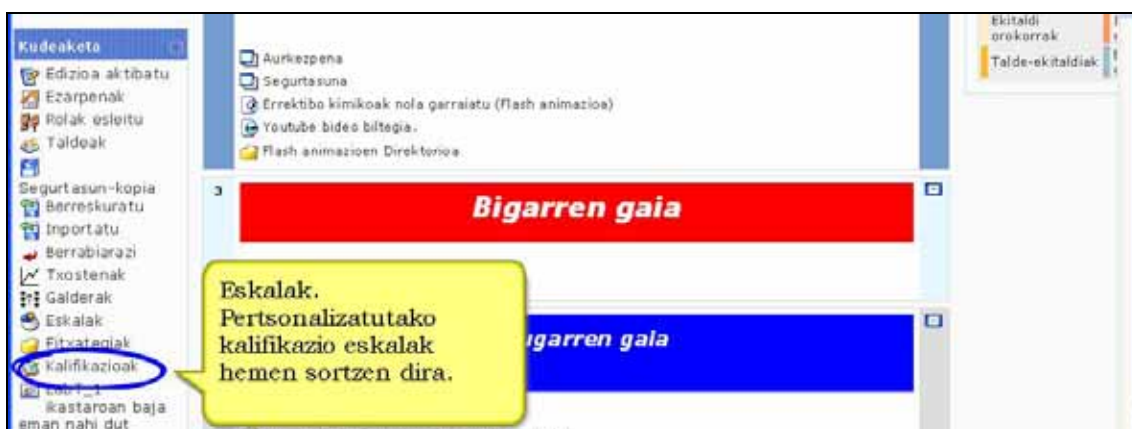 Kudeaketa
Edizioa aktibatu
Ezarpenak
Rolak esleitu
Taldeak
Segurtasun-kopia
Berreskuratu
Inportatu
Berrabiarazi
Txostenak
Galderak
Eskalak
Fitxategiak
Kalifikazioak
ikastaroan baja
eman nahi dut
Aurkezpena
Segurtasuna
Errektibo kimikoak nola garraiatu (Flash animazioa)
Youtube bideo biltegia.
Flash animazioen Direktorioa
3
Bigarren gaia
ugarren gaia
Eskalak.
Pertsonalizatutako
kalifikazio eskalak
hemen sortzen dira.
Ekitaldi
orokorrak
Talde-ekitaldiak